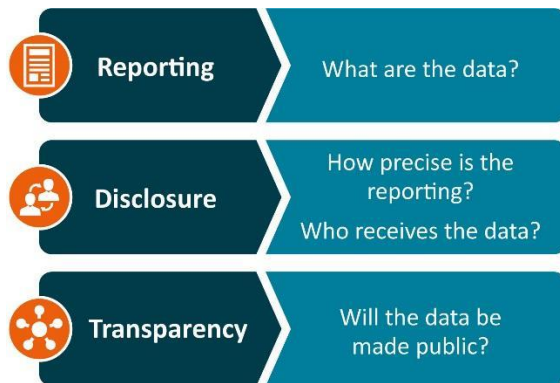 Reporting
What are the data?
Disclosure
How precise is the
reporting?
Who receives the data?
Transparency
Will the data be
made public?